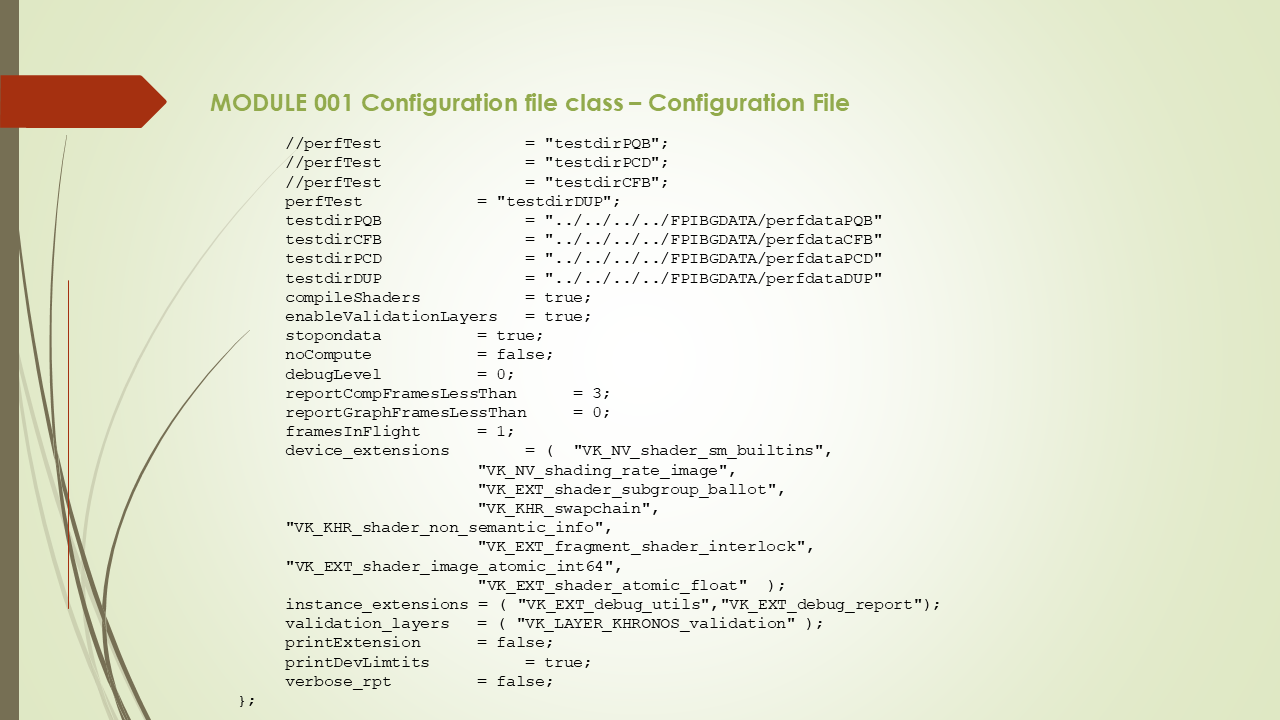 MODULE 001 Configuration file class – Configuration File
//perfTest = "testdirPQB";
//perfTest = "testdirPCD";
//perfTest = "testdirCFB";
perfTest = "testdirDUP";
testdirPQB = "../../../../FPIBGDATA/perfdataPQB"
testdirCFB = "../../../../FPIBGDATA/perfdataCFB"
testdirPCD = "../../../../FPIBGDATA/perfdataPCD"
testdirDUP = "../../../../FPIBGDATA/perfdataDUP"
compileShaders = true;
enableValidationLayers = true;
stopondata = true;
noCompute = false;
debugLevel = 0;
reportCompFramesLessThan = 3;
reportGraphFramesLessThan = 0;
framesInFlight = 1;
device_extensions = ( "VK_NV_shader_sm_builtins",
"VK_NV_shading_rate_image",
"VK_EXT_shader_subgroup_ballot",
"VK_KHR_swapchain",
"VK_KHR_shader_non_semantic_info",
"VK_EXT_fragment_shader_interlock",
"VK_EXT_shader_image_atomic_int64",
"VK_EXT_shader_atomic_float" );
instance_extensions = ( "VK_EXT_debug_utils","VK_EXT_debug_report");
validation_layers = ( "VK_LAYER_KHRONOS_validation" );
printExtension = false;
printDevLimtits = true;
verbose_rpt = false;
};